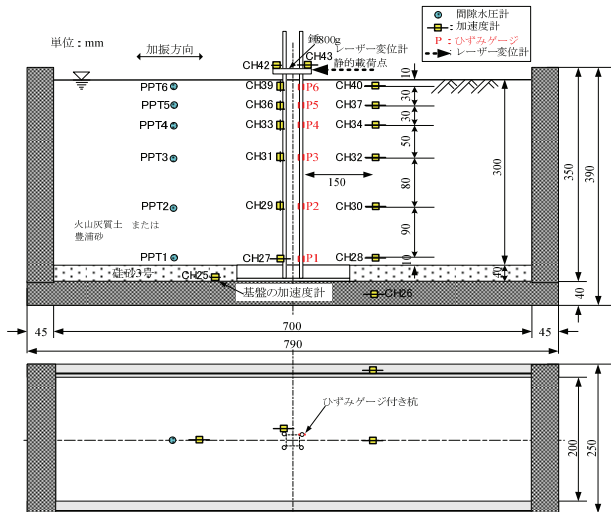 間隙水圧計
:加速度計
P : ひずみゲージ
: レーザー変位計
単位：mm
加振方向
錘800g
レーザー変位計
静的載荷点
CH42
CH43
10
PPT6
CH39
P6
CH40
30
PPT5
CH36
P5
CH37
30
PPT4
CH33
P4
CH34
50
PPT3
CH31
P3
CH32
150
80
300
350
390
PPT2
CH29
P2
CH30
火山灰質土 または
豊浦砂
90
PPT1
CH27
P1
CH28
10
硅砂3号
CH25
40
基盤の加速度計
CH26
40
45
700
45
790
ひずみゲージ付き杭
200
250